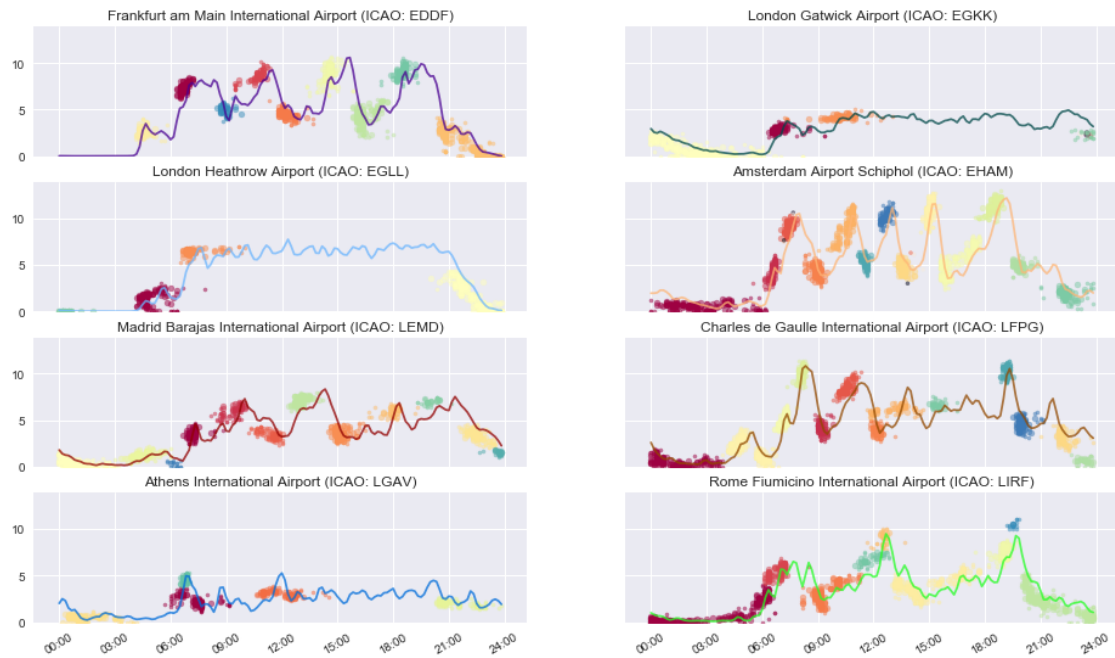 Frankfurt am Main International Airport (ICAO: EDDF)
London Gatwick Airport (ICAO: EGKK)
10
5
0
London Heathrow Airport (ICAO: EGLL)
Amsterdam Airport Schiphol (ICAO: EHAM)
10
5
0
Madrid Barajas International Airport (ICAO: LEMD)
Charles de Gaulle International Airport (ICAO: LFPG)
10
5
0
Athens International Airport (ICAO: LGAV)
Rome Fiumicino International Airport (ICAO: LIRF)
10
5
0
00:00 03:00 06:00 09:00 12:00 15:00 18:00 21:00 24:00
00:00 03:00 06:00 09:00 12:00 15:00 18:00 21:00 24:00